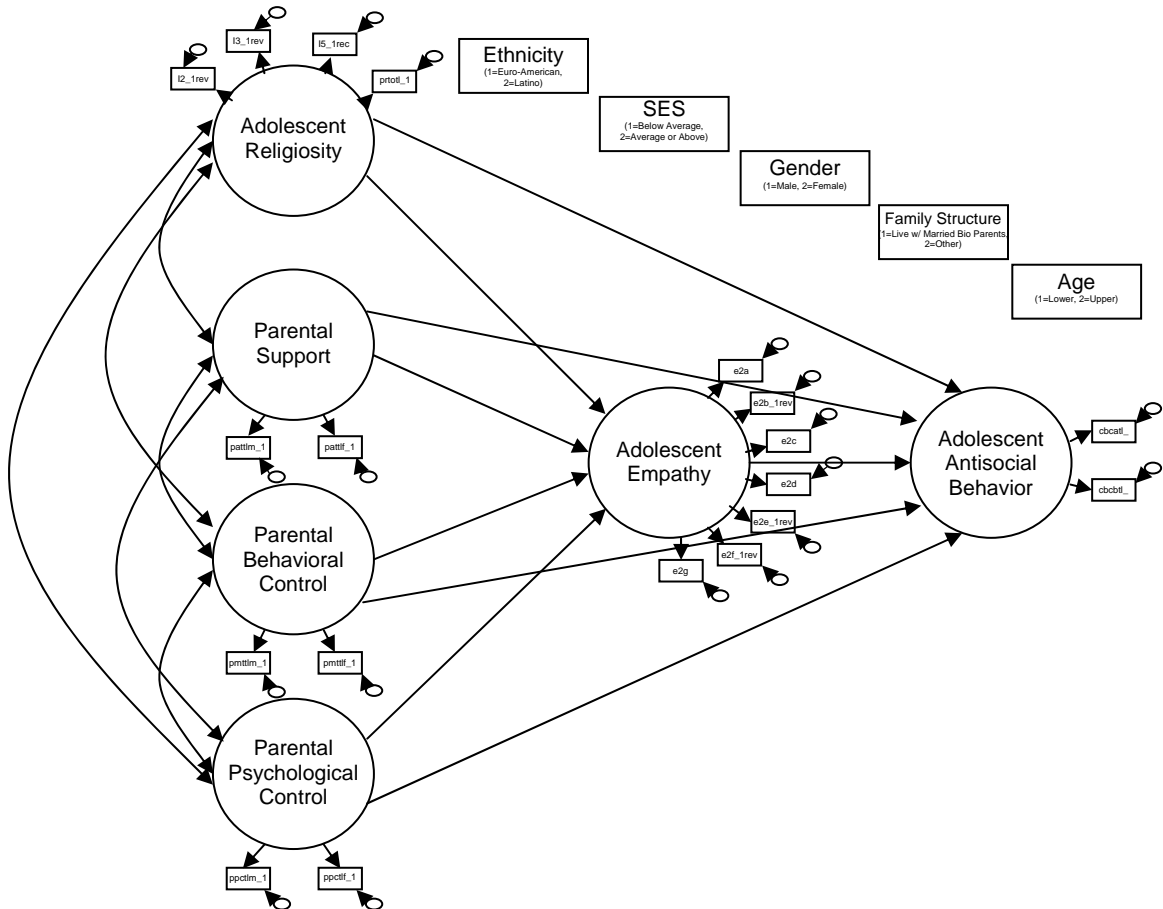 I3_1rev
I5_1rec
I2_1rev
prtotl_1
Adolescent
Religiosity
Ethnicity
(1=Euro-American,
2=Latino)
SES
(1=Below Average,
2=Average or Above)
Gender
(1=Male, 2=Female)
Family Structure
(1=Live w/ Married Bio Parents,
2=Other)
Age
(1=Lower, 2=Upper)
Parental
Support
pattlm_1
pattlf_1
Parental
Behavioral
Control
pmttlm_1
pmttlf_1
Parental
Psychological
Control
ppctlm_1
ppctlf_1
Adolescent
Empathy
e2a
e2b_1rev
e2c
e2d
e2e_1rev
e2f_1rev
e2g
Adolescent
Antisocial
Behavior
cbcatl_
cbcbtl_